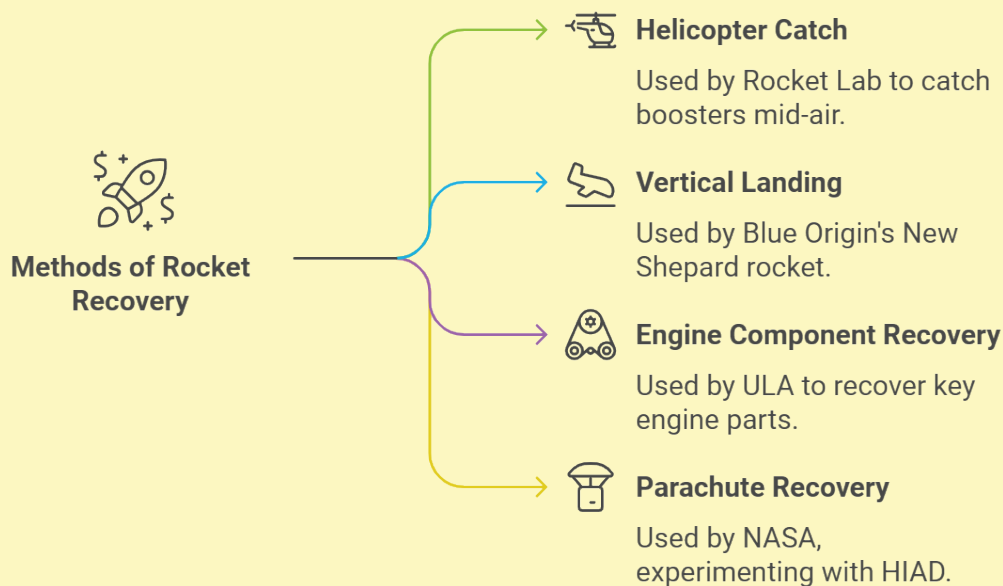 Methods of Rocket
Recovery
Helicopter Catch
Used by Rocket Lab to catch
boosters mid-air.
Vertical Landing
Used by Blue Origin's New
Shepard rocket.
Engine Component Recovery
Used by ULA to recover key
engine parts.
Parachute Recovery
Used by NASA,
experimenting with HIAD.